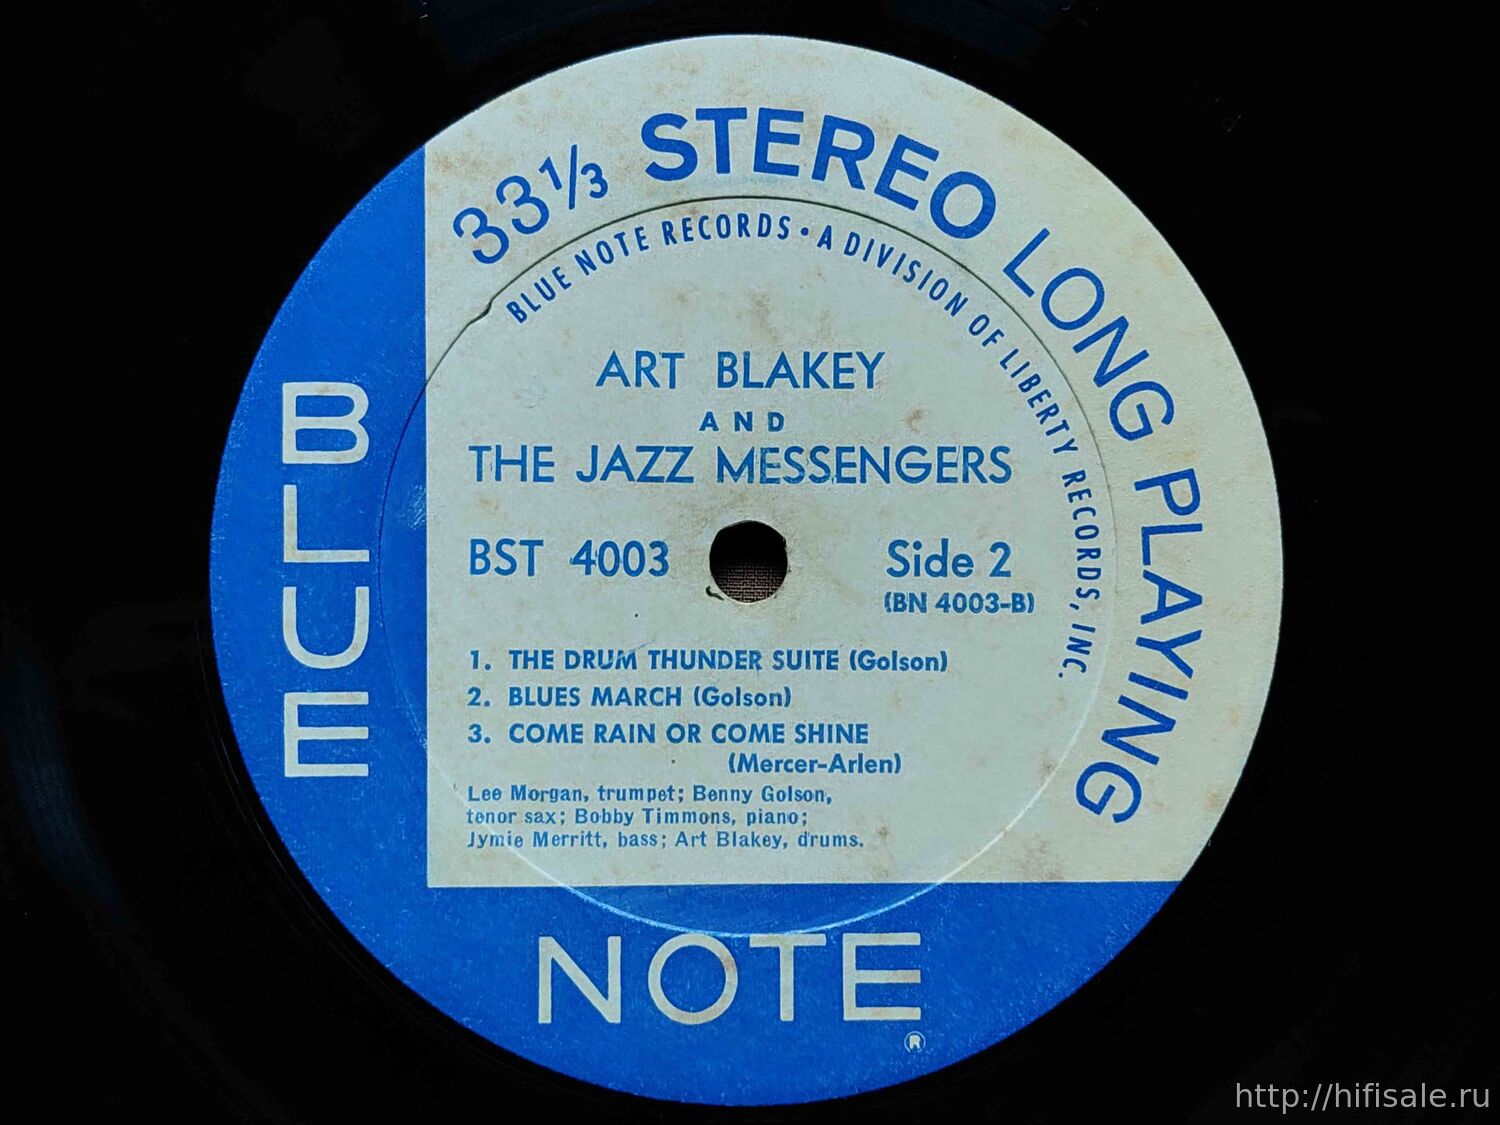 33⅓ STEREO LONG PLAYING
BLUE NOTE RECORDS · A DIVISION OF LIBERTY RECORDS, INC.
ART BLAKEY
AND
THE JAZZ MESSENGERS
BST 4003
Side 2
(BN 4003-B)
1. THE DRUM THUNDER SUITE (Golson)
2. BLUES MARCH (Golson)
3. COME RAIN OR COME SHINE
(Mercer-Arlen)
Lee Morgan, trumpet; Benny Golson,
tenor sax; Bobby Timmons, piano;
Jymie Merritt, bass; Art Blakey, drums.
BLUE
NOTE
®
http://hifisale.ru